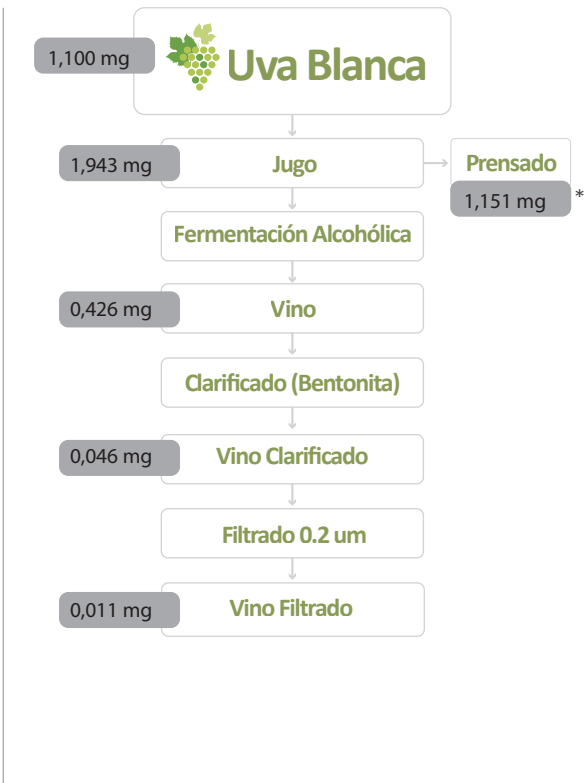 1,100 mg
Uva Blanca
1,943 mg
Jugo
Prensado
1,151 mg *
Fermentación Alcohólica
0,426 mg
Vino
Clarificado (Bentonita)
0,046 mg
Vino Clarificado
Filtrado 0.2 um
0,011 mg
Vino Filtrado